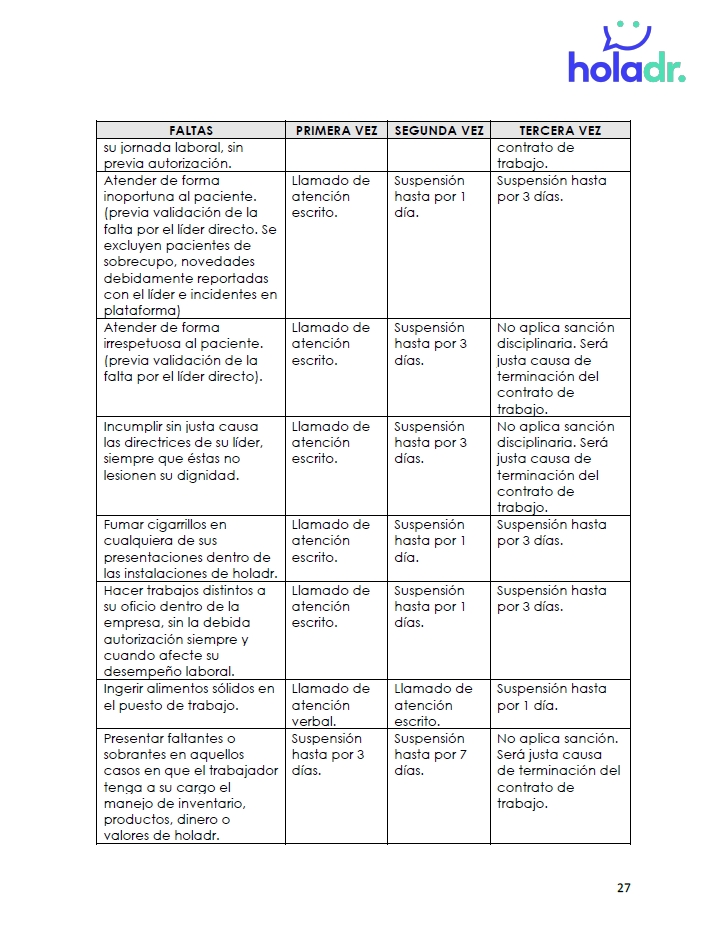 holadr.
FALTAS PRIMERA VEZ SEGUNDA VEZ TERCERA VEZ
su jornada laboral, sin
previa autorización.
contrato de
trabajo.
Atender de forma
inoportuna al paciente.
(previa validación de la
falta por el líder directo. Se
excluyen pacientes de
sobrecupo, novedades
debidamente reportadas
con el líder e incidentes en
plataforma)
Llamado de
atención
escrito.
Suspensión
hasta por 1
día.
Suspensión hasta
por 3 días.
Atender de forma
irrespetuosa al paciente.
(previa validación de la
falta por el líder directo).
Llamado de
atención
escrito.
Suspensión
hasta por 3
días.
No aplica sanción
disciplinaria. Será
justa causa de
terminación del
contrato de
trabajo.
Incumplir sin justa causa
las directrices de su líder,
siempre que éstas no
lesionen su dignidad.
Llamado de
atención
escrito.
Suspensión
hasta por 3
días.
No aplica sanción
disciplinaria. Será
justa causa de
terminación del
contrato de
trabajo.
Fumar cigarrillos en
cualquiera de sus
presentaciones dentro de
las instalaciones de holadr.
Llamado de
atención
escrito.
Suspensión
hasta por 1
día.
Suspensión hasta
por 3 días.
Hacer trabajos distintos a
su oficio dentro de la
empresa, sin la debida
autorización siempre y
cuando afecte su
desempeño laboral.
Llamado de
atención
escrito.
Suspensión
hasta por 1
días.
Suspensión hasta
por 3 días.
Ingerir alimentos sólidos en
el puesto de trabajo.
Llamado de
atención
verbal.
Llamado de
atención
escrito.
Suspensión hasta
por 1 día.
Presentar faltantes o
sobrantes en aquellos
casos en que el trabajador
tenga a su cargo el
manejo de inventario,
productos, dinero o
valores de holadr.
Suspensión
hasta por 3
días.
Suspensión
hasta por 7
días.
No aplica sanción.
Será justa causa
de terminación del
contrato de
trabajo.
27